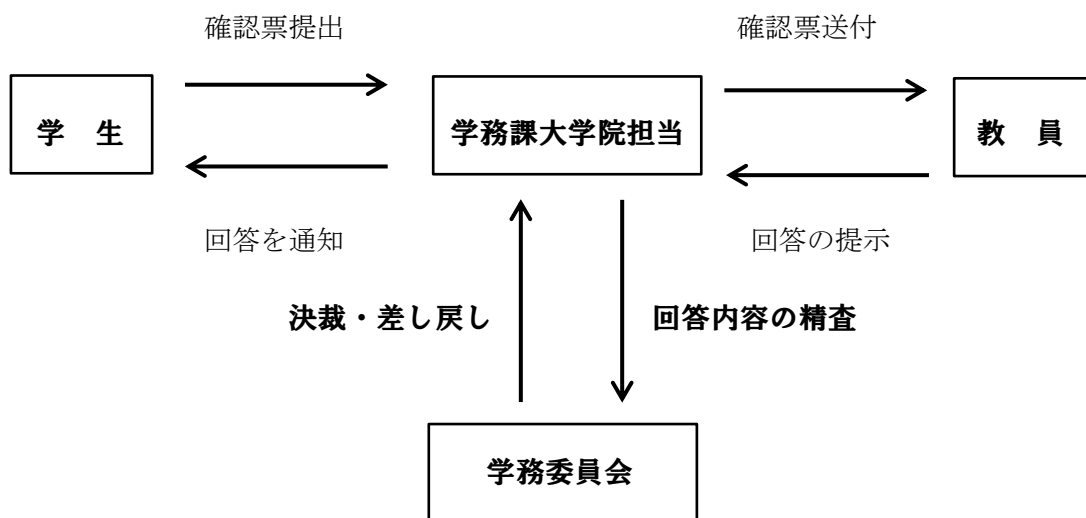 確認票提出
確認票送付
学 生
学務課大学院担当
教 員
回答を通知
回答の提示
決裁・差し戻し
回答内容の精査
学務委員会